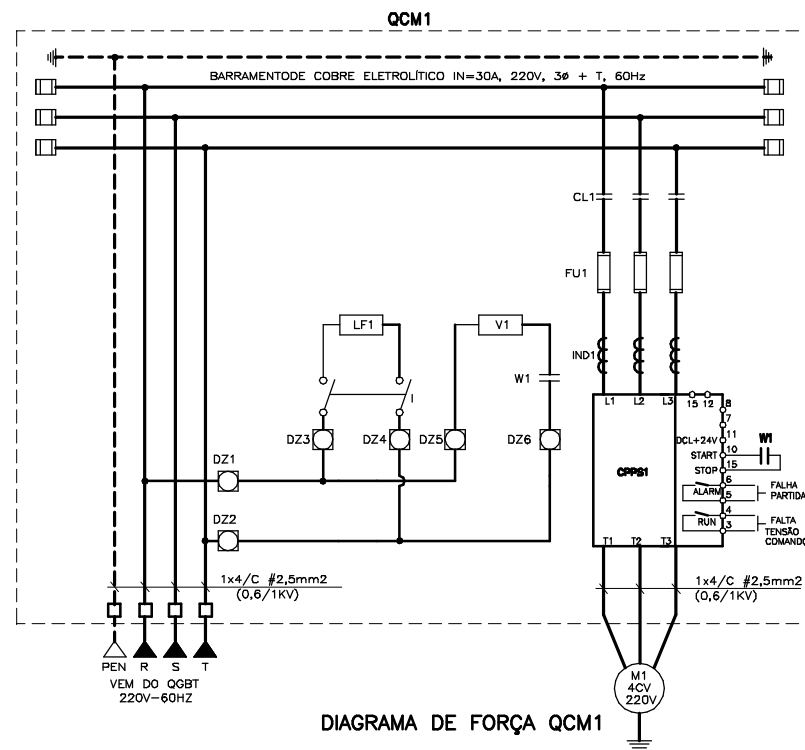 QCM1
BARRAMENTODE COBRE ELETROLÍTICO IN=30A, 220V, 3ø + T, 60Hz
CL1
FU1
LF1
V1
IND1
W1
I
L1 L2 L3
15 12
8
7
DCL+24V 11
START 10
W1
STOP 15
CPPS1
6
ALARM
5
FALHA
PARTIDA
4
RUN
3
FALTA
TENSÃO
COMANDO
DZ3 DZ4 DZ5 DZ6
DZ1
DZ2
T1 T2 T3
1x4/C #2,5mm2
(0,6/1KV)
1x4/C #2,5mm2
(0,6/1KV)
PEN R S T
VEM DO QGBT
220V-60HZ
M1
4CV
220V
DIAGRAMA DE FORÇA QCM1